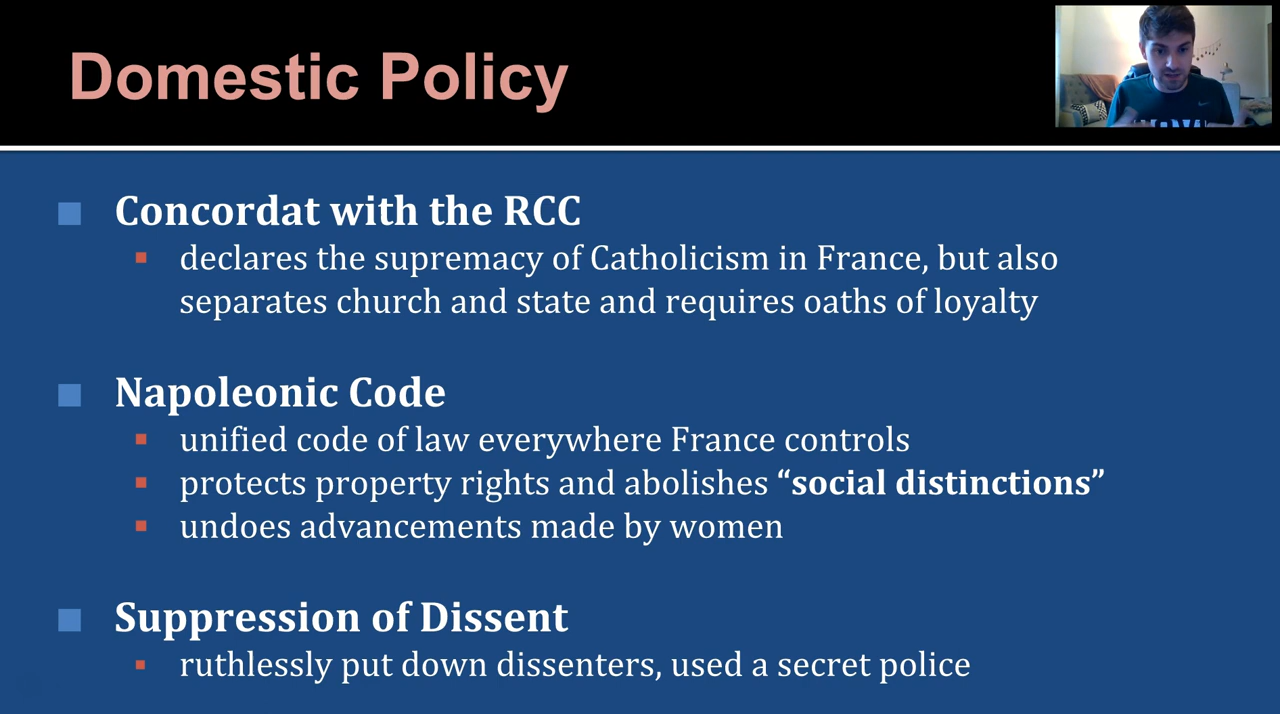 Domestic Policy
Concordat with the RCC
declares the supremacy of Catholicism in France, but also
separates church and state and requires oaths of loyalty
Napoleonic Code
unified code of law everywhere France controls
protects property rights and abolishes “social distinctions”
undoes advancements made by women
Suppression of Dissent
ruthlessly put down dissenters, used a secret police